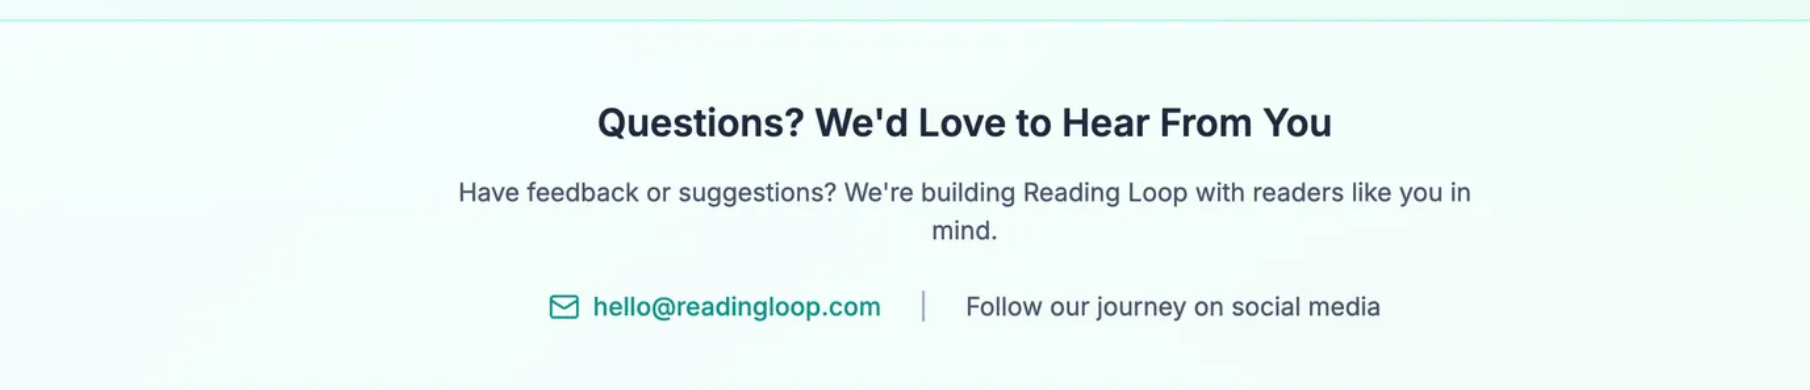 Questions? We'd Love to Hear From You
Have feedback or suggestions? We're building Reading Loop with readers like you in
mind.
hello@readingloop.com | Follow our journey on social media